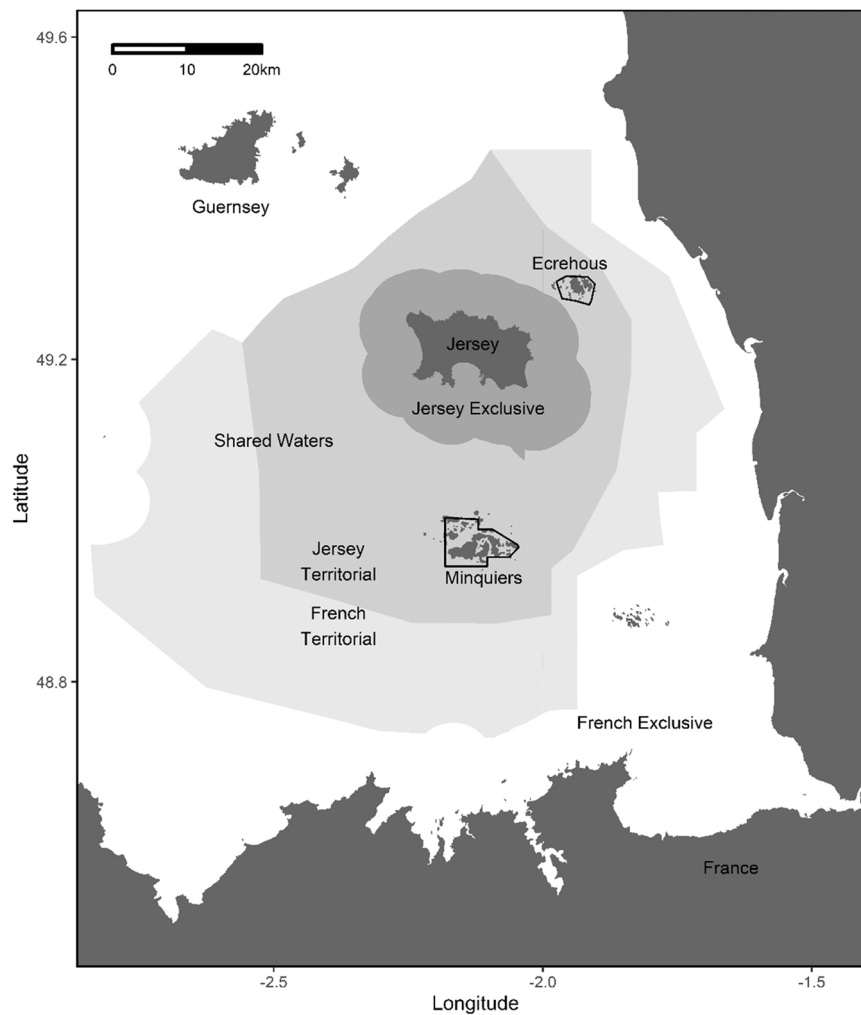 49.6
0 10 20km
Guernsey
Ecrehous
49.2
Jersey
Jersey Exclusive
Shared Waters
Latitude
Jersey
Territorial
Minquiers
French
Territorial
48.8
French Exclusive
France
-2.5 -2.0 -1.5
Longitude